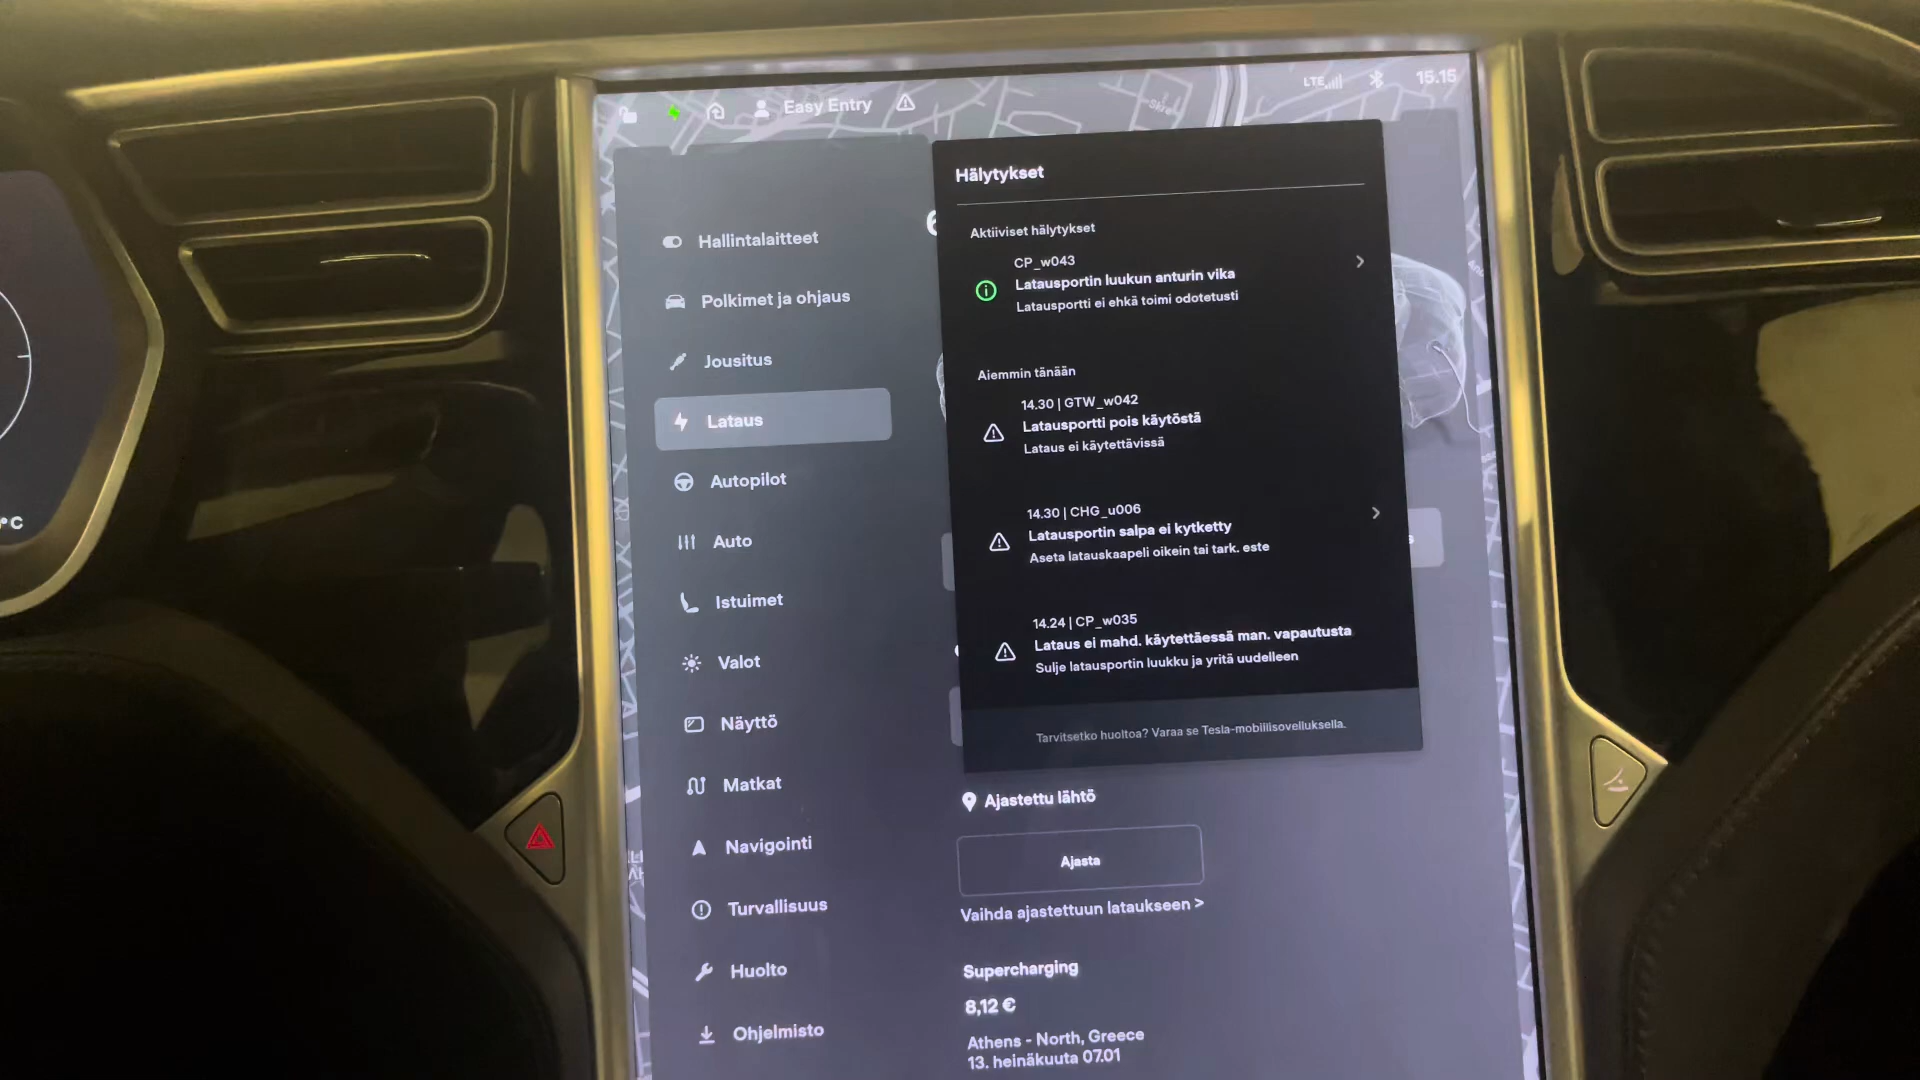 Easy Entry
LTE
15.15
°C
Hallintalaitteet
Polkimet ja ohjaus
Jousitus
Lataus
Autopilot
Auto
Istuimet
Valot
Näyttö
Matkat
Navigointi
Turvallisuus
Huolto
Ohjelmisto
Hälytykset
Aktiiviset hälytykset
CP_w043
Latausportin luukun anturin vika
Latausportti ei ehkä toimi odotetusti
Aiemmin tänään
14.30 | GTW_w042
Latausportti pois käytöstä
Lataus ei käytettävissä
14.30 | CHG_u006
Latausportin salpa ei kytketty
Aseta latauskaapeli oikein tai tark. este
14.24 | CP_w035
Lataus ei mahd. käytettäessä man. vapautusta
Sulje latausportin luukku ja yritä uudelleen
Tarvitsetko huoltoa? Varaa se Tesla-mobiilisovelluksella.
Ajastettu lähtö
Ajasta
Vaihda ajastettuun lataukseen >
Supercharging
8,12 €
Athens - North, Greece
13. heinäkuuta 07.01